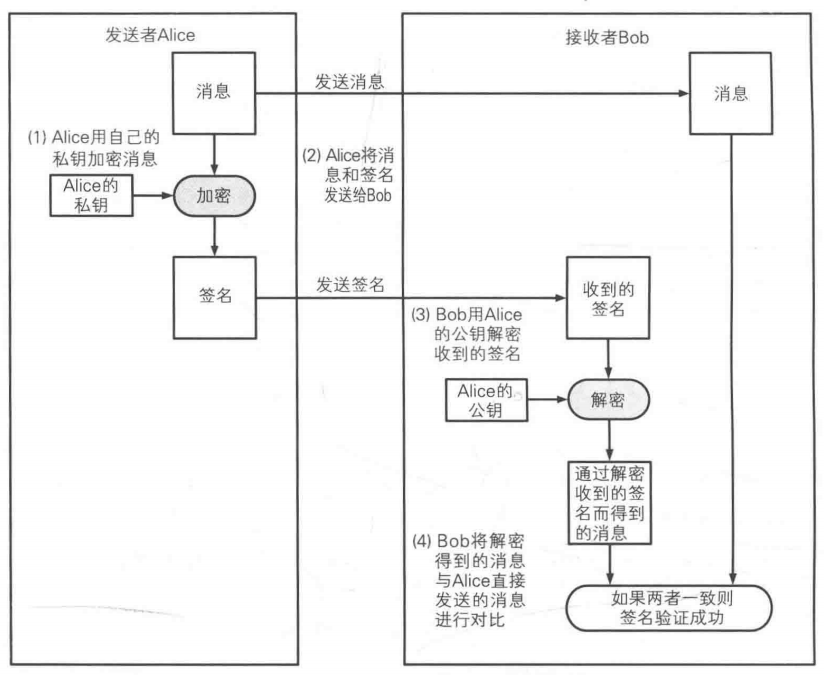 发送者Alice
接收者Bob
消息
发送消息
消息
(1) Alice用自己的
私钥加密消息
Alice的
私钥
加密
(2) Alice将消
息和签名
发送给Bob
签名
发送签名
收到的
签名
(3) Bob用Alice
的公钥解密
收到的签名
Alice的
公钥
解密
通过解密
收到的签
名而得到
的消息
(4) Bob将解密
得到的消息
与Alice直接
发送的消息
进行对比
如果两者一致则
签名验证成功